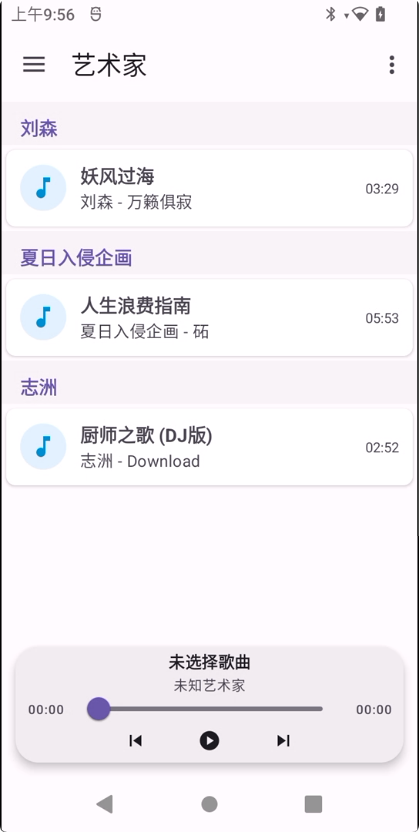 上午9:56
艺术家
刘森
妖风过海
刘森 - 万籁俱寂
03:29
夏日入侵企画
人生浪费指南
夏日入侵企画 - 砳
05:53
志洲
厨师之歌 (DJ版)
志洲 - Download
02:52
未选择歌曲
未知艺术家
00:00
00:00